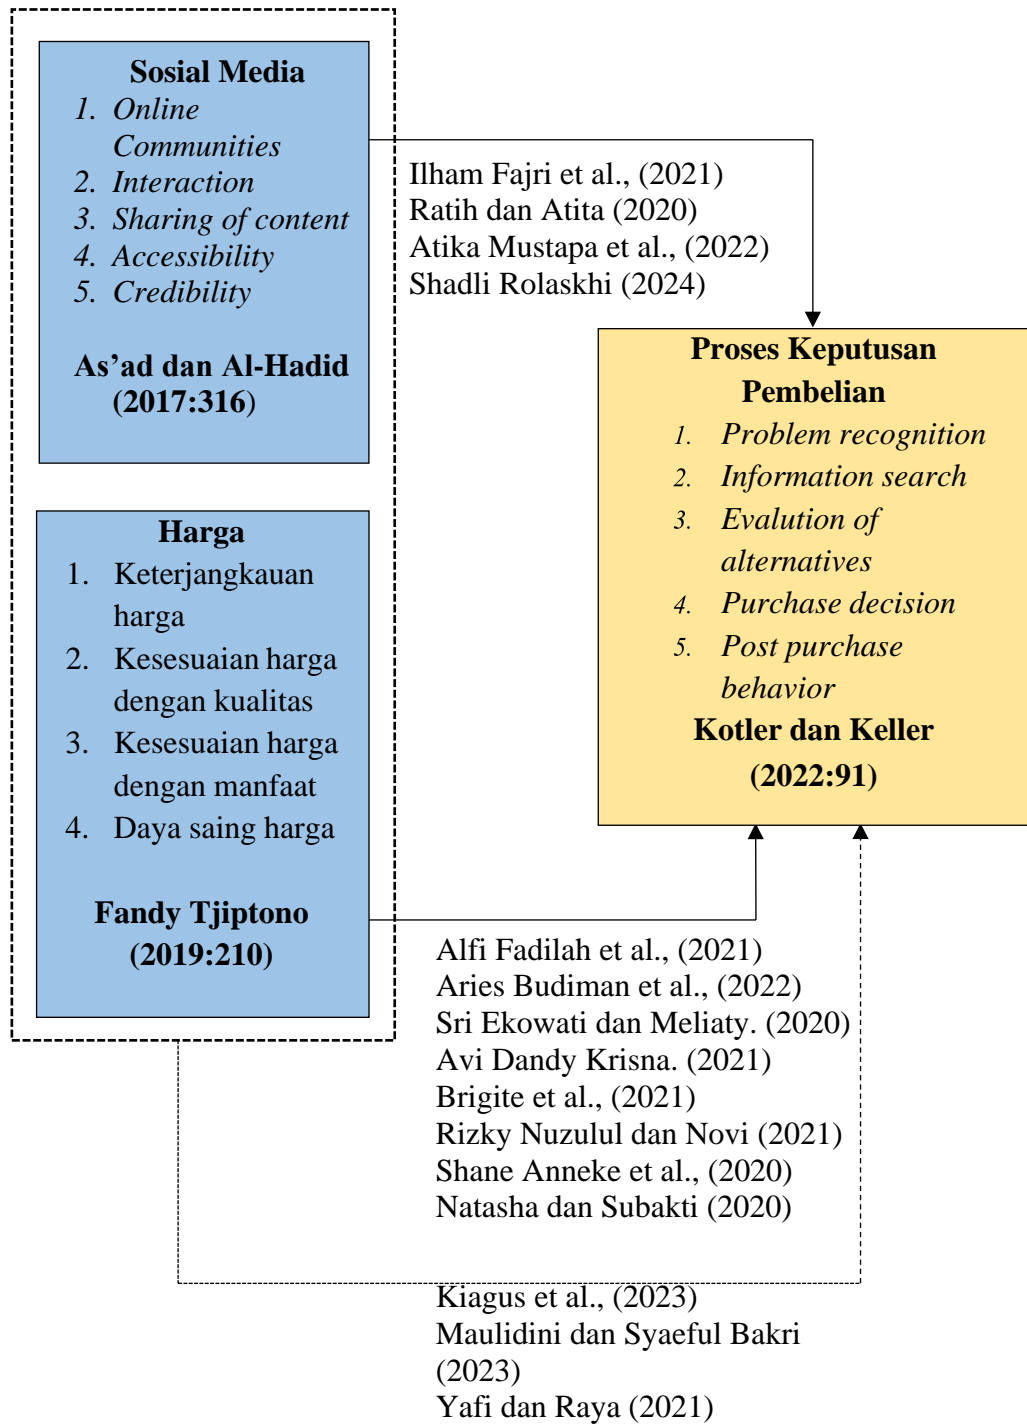 Sosial Media
1. Online
Communities
2. Interaction
3. Sharing of content
4. Accessibility
5. Credibility
As’ad dan Al-Hadid
(2017:316)
Ilham Fajri et al., (2021)
Ratih dan Atita (2020)
Atika Mustapa et al., (2022)
Shadli Rolaskhi (2024)
Proses Keputusan
Pembelian
1. Problem recognition
2. Information search
3. Evalution of
alternatives
4. Purchase decision
5. Post purchase
behavior
Kotler dan Keller
(2022:91)
Harga
1. Keterjangkauan
harga
2. Kesesuaian harga
dengan kualitas
3. Kesesuaian harga
dengan manfaat
4. Daya saing harga
Fandy Tjiptono
(2019:210)
Alfi Fadilah et al., (2021)
Aries Budiman et al., (2022)
Sri Ekowati dan Meliaty. (2020)
Avi Dandy Krisna. (2021)
Brigite et al., (2021)
Rizky Nuzulul dan Novi (2021)
Shane Anneke et al., (2020)
Natasha dan Subakti (2020)
Kiagus et al., (2023)
Maulidini dan Syaeful Bakri
(2023)
Yafi dan Raya (2021)